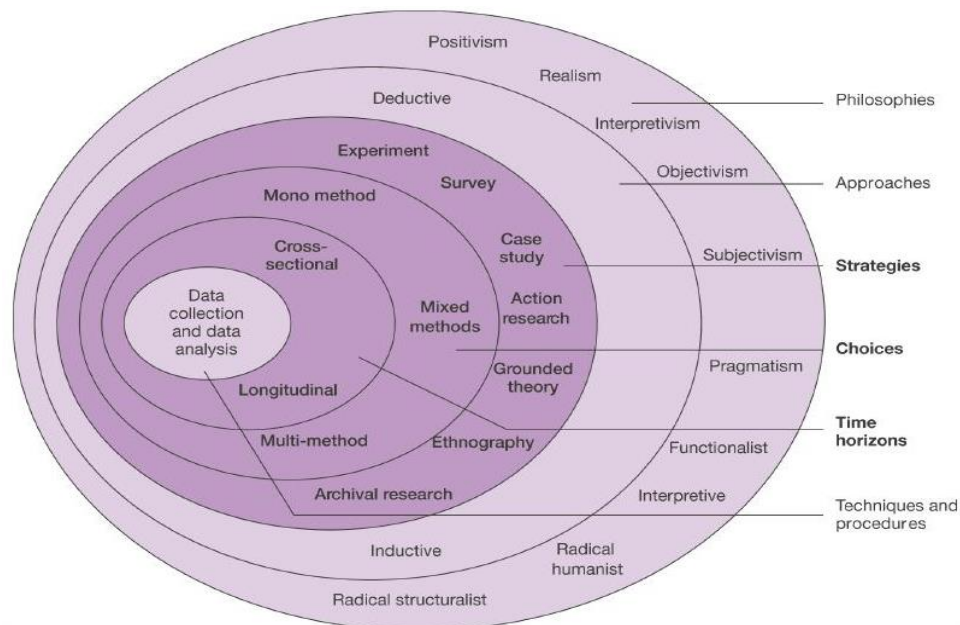 Positivism
Realism
Philosophies
Deductive
Interpretivism
Experiment
Objectivism
Survey
Approaches
Mono method
Case
study
Cross-
sectional
Subjectivism
Strategies
Data
collection
and data
analysis
Mixed
methods
Action
research
Choices
Grounded
theory
Pragmatism
Longitudinal
Time
horizons
Multi-method
Ethnography
Functionalist
Archival research
Interpretive
Techniques and
procedures
Inductive
Radical
humanist
Radical structuralist